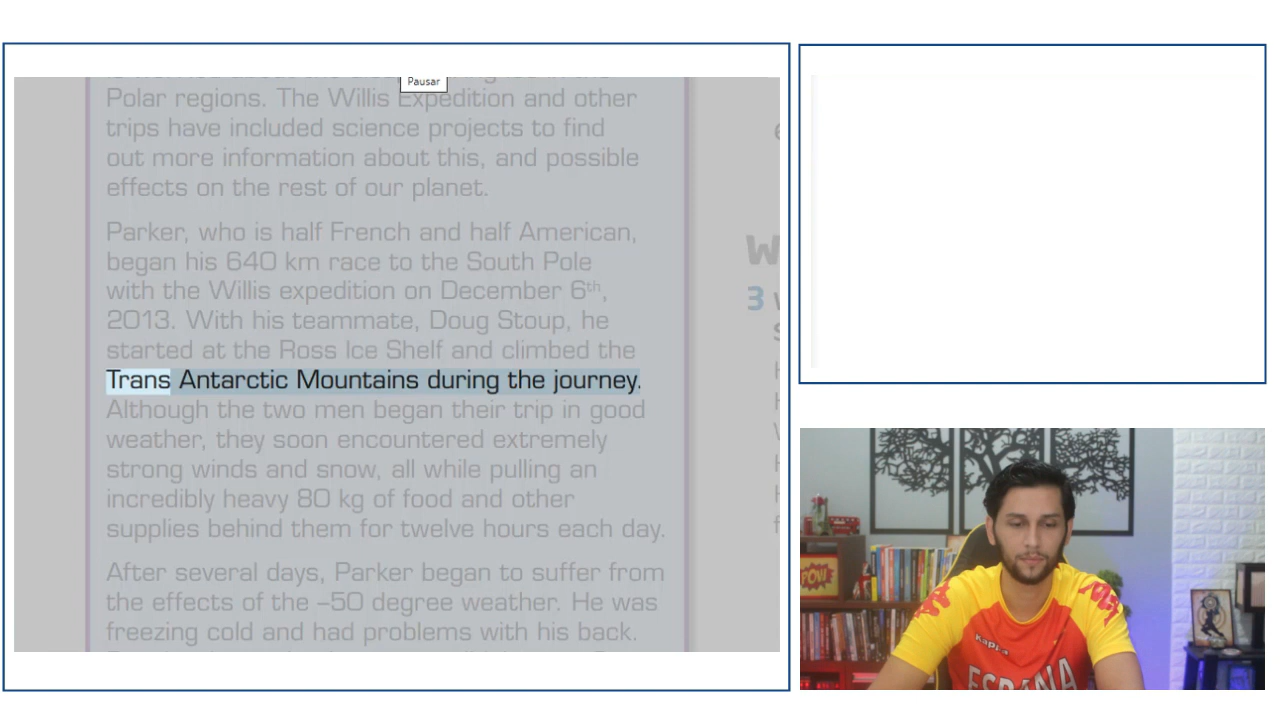 Pausar
Polar regions. The Willis Expedition and other
trips have included science projects to find
out more information about this, and possible
effects on the rest of our planet.
Parker, who is half French and half American,
began his 640 km race to the South Pole
with the Willis expedition on December 6th,
2013. With his teammate, Doug Stoup, he
started at the Ross Ice Shelf and climbed the
Trans Antarctic Mountains during the journey.
Although the two men began their trip in good
weather, they soon encountered extremely
strong winds and snow, all while pulling an
incredibly heavy 80 kg of food and other
supplies behind them for twelve hours each day.
After several days, Parker began to suffer from
the effects of the –50 degree weather. He was
freezing cold and had problems with his back.
W
3
POW!
Kappa
ESPAÑA